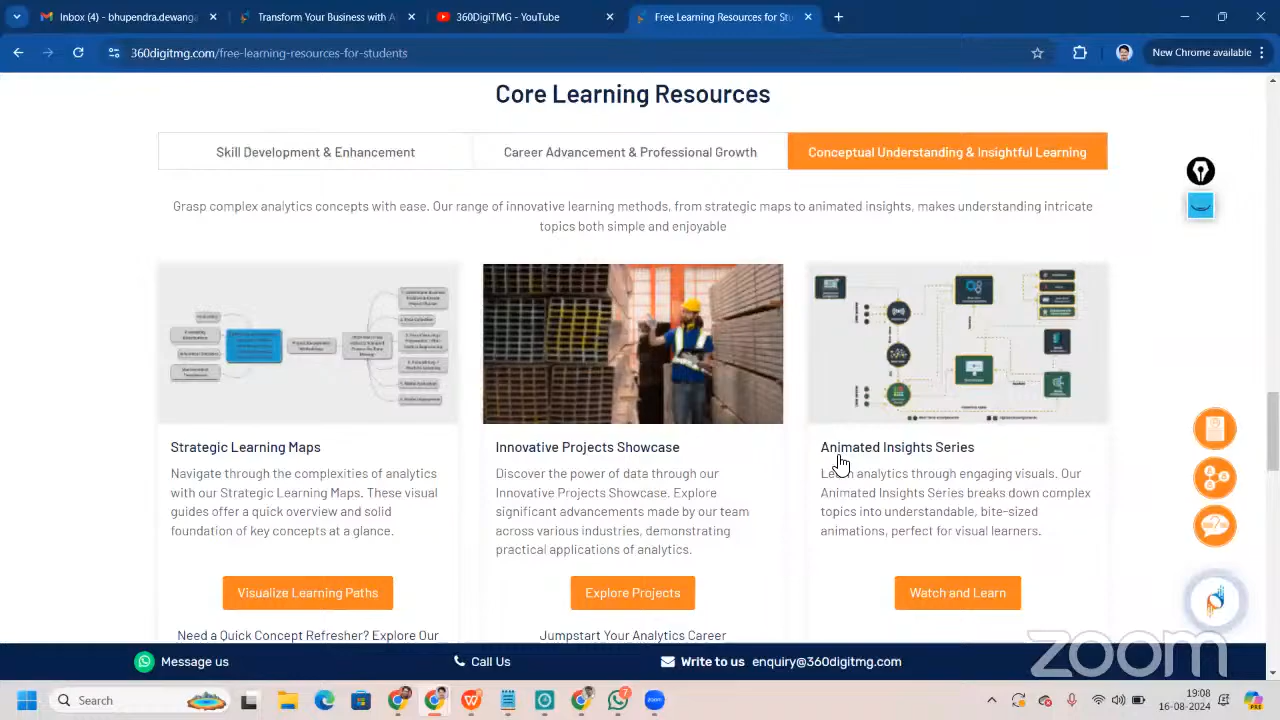 Inbox (4) - bhupendra.dewang
Transform Your Business with A
360DigiTMG - YouTube
Free Learning Resources for Stu
360digitmg.com/free-learning-resources-for-students
New Chrome available
Core Learning Resources
Skill Development & Enhancement
Career Advancement & Professional Growth
Conceptual Understanding & Insightful Learning
Grasp complex analytics concepts with ease. Our range of innovative learning methods, from strategic maps to animated insights, makes understanding intricate
topics both simple and enjoyable
Strategic Learning Maps
Navigate through the complexities of analytics
with our Strategic Learning Maps. These visual
guides offer a quick overview and solid
foundation of key concepts at a glance.
Visualize Learning Paths
Need a Quick Concept Refresher? Explore Our
Innovative Projects Showcase
Discover the power of data through our
Innovative Projects Showcase. Explore
significant advancements made by our team
across various industries, demonstrating
practical applications of analytics.
Explore Projects
Jumpstart Your Analytics Career
Animated Insights Series
Learn analytics through engaging visuals. Our
Animated Insights Series breaks down complex
topics into understandable, bite-sized
animations, perfect for visual learners.
Watch and Learn
Message us
Call Us
Write to us enquiry@360digitmg.com
zoom
Search
7
zoom
19:08
16-08-2024